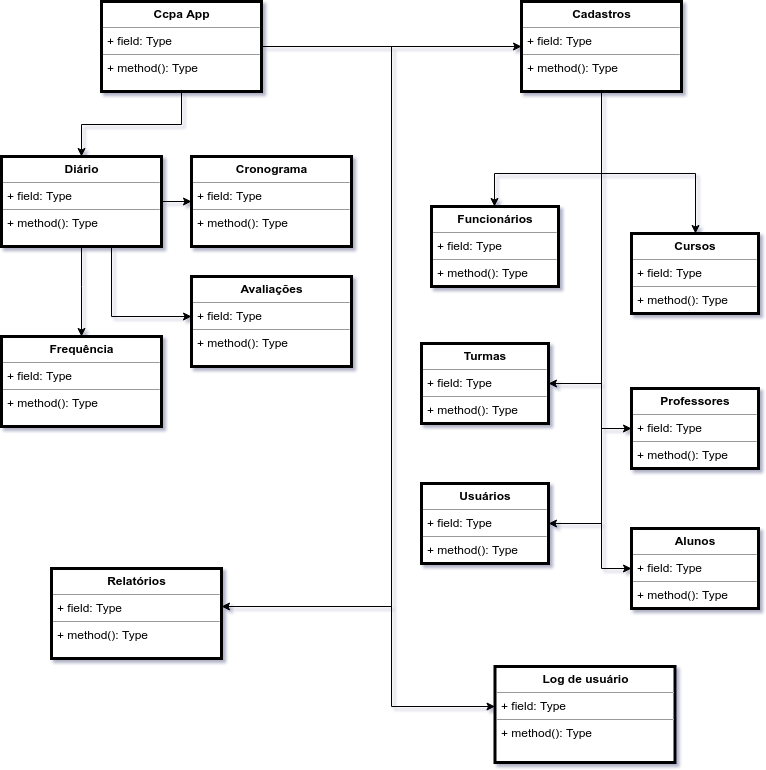 Ccpa App
+ field: Type
+ method(): Type
Cadastros
+ field: Type
+ method(): Type
Diário
+ field: Type
+ method(): Type
Cronograma
+ field: Type
+ method(): Type
Funcionários
+ field: Type
+ method(): Type
Cursos
+ field: Type
+ method(): Type
Avaliações
+ field: Type
+ method(): Type
Frequência
+ field: Type
+ method(): Type
Turmas
+ field: Type
+ method(): Type
Professores
+ field: Type
+ method(): Type
Usuários
+ field: Type
+ method(): Type
Alunos
+ field: Type
+ method(): Type
Relatórios
+ field: Type
+ method(): Type
Log de usuário
+ field: Type
+ method(): Type